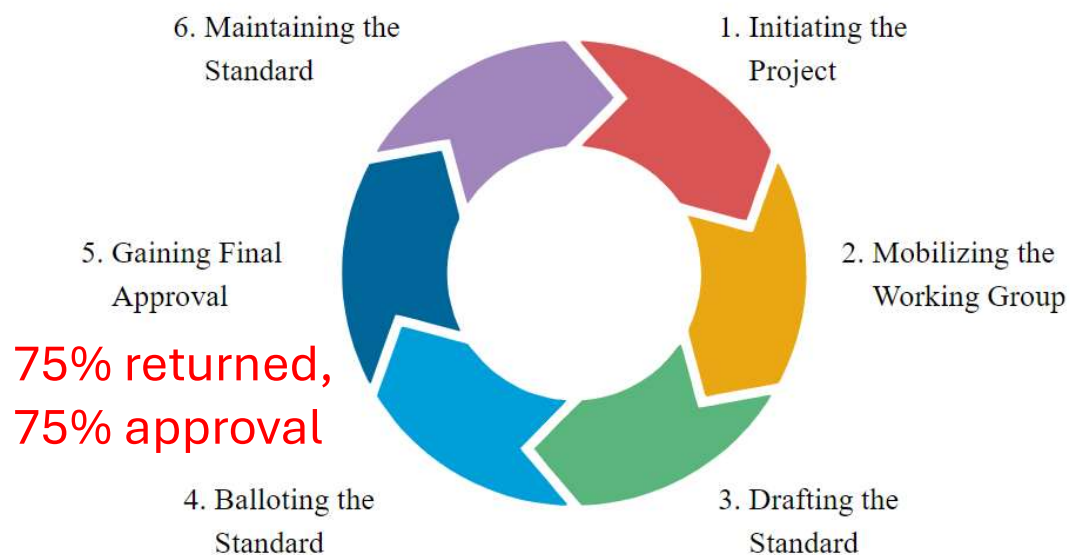 6. Maintaining the
Standard
1. Initiating the
Project
5. Gaining Final
Approval
2. Mobilizing the
Working Group
75% returned,
75% approval
4. Balloting the
Standard
3. Drafting the
Standard